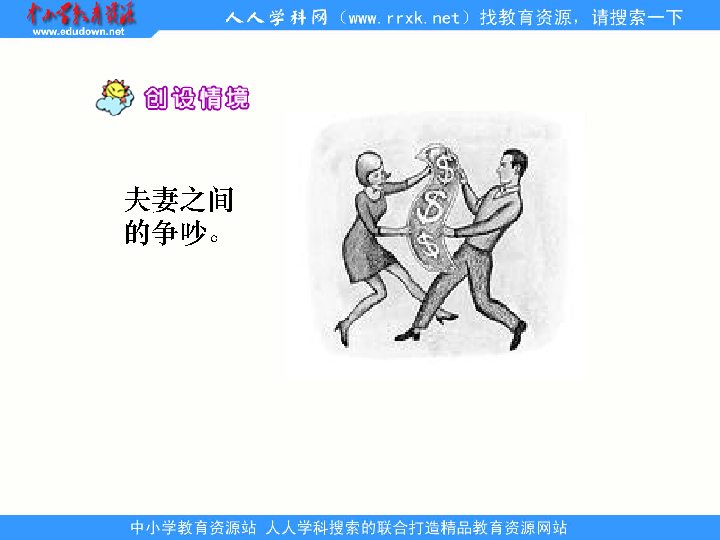 中小学教育资源
www.edudown.net
人人学科网（www.rrxk.net）找教育资源，请搜索一下
创设情境
夫妻之间
的争吵。
$
$
$
中小学教育资源站 人人学科搜索的联合打造精品教育资源网站